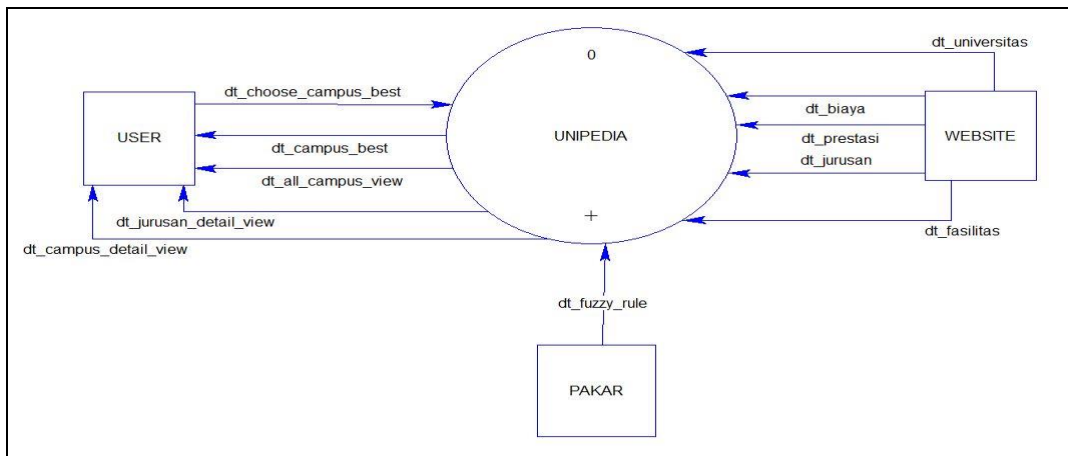 0
dt_universitas
dt_choose_campus_best
dt_biaya
USER
UNIPEDIA
WEBSITE
dt_campus_best
dt_prestasi
dt_jurusan
dt_all_campus_view
+
dt_jurusan_detail_view
dt_fasilitas
dt_campus_detail_view
dt_fuzzy_rule
PAKAR